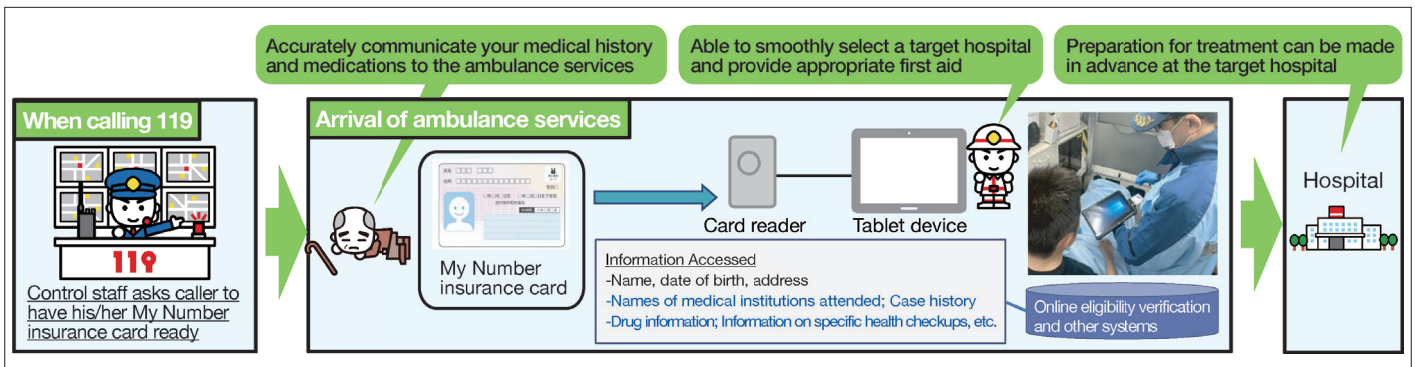 Accurately communicate your medical history
and medications to the ambulance services
Able to smoothly select a target hospital
and provide appropriate first aid
Preparation for treatment can be made
in advance at the target hospital
When calling 119
119
Control staff asks caller to
have his/her My Number
insurance card ready
Arrival of ambulance services
My Number
insurance card
Card reader
Tablet device
Information Accessed
-Name, date of birth, address
-Names of medical institutions attended; Case history
-Drug information; Information on specific health checkups, etc.
Online eligibility verification
and other systems
Hospital